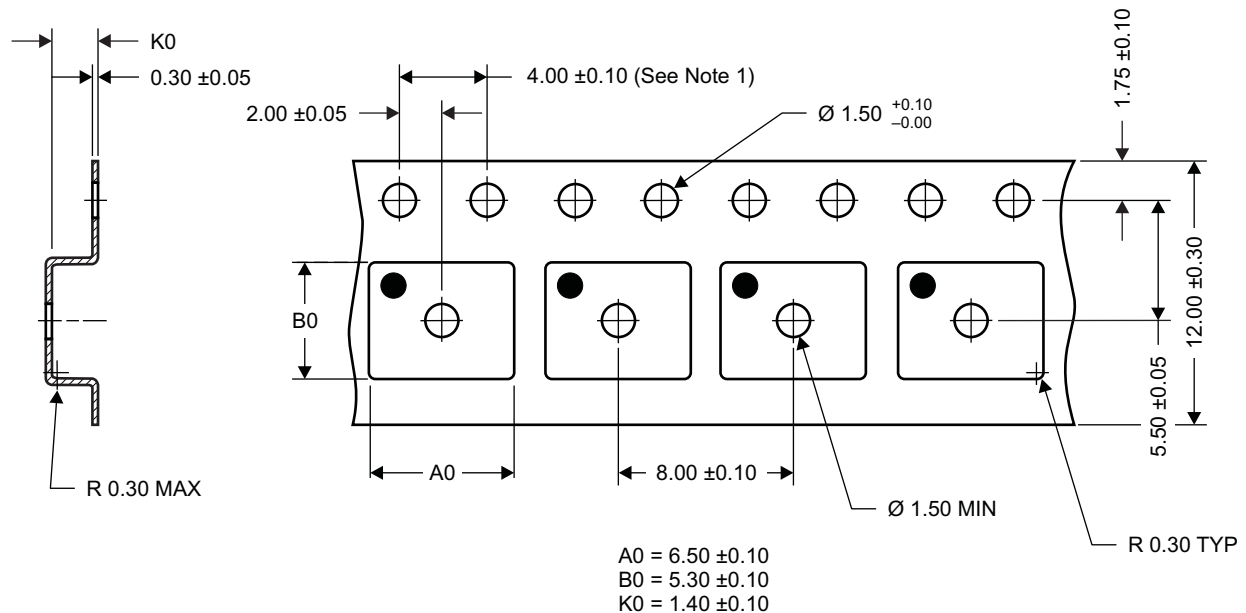 K0
0.30 ±0.05
4.00 ±0.10 (See Note 1)
2.00 ±0.05
Ø 1.50 +0.10 –0.00
1.75 ±0.10
B0
12.00 ±0.30
5.50 ±0.05
R 0.30 MAX
A0
8.00 ±0.10
Ø 1.50 MIN
R 0.30 TYP
A0 = 6.50 ±0.10
B0 = 5.30 ±0.10
K0 = 1.40 ±0.10